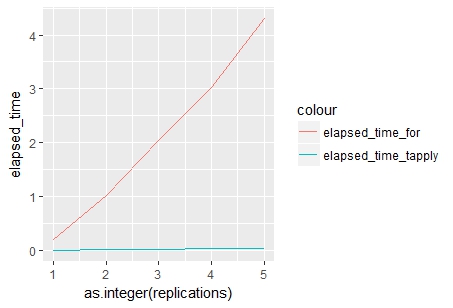 4
3
2
1
0
elapsed_time
1 2 3 4 5
as.integer(replications)
colour
elapsed_time_for
elapsed_time_tapply